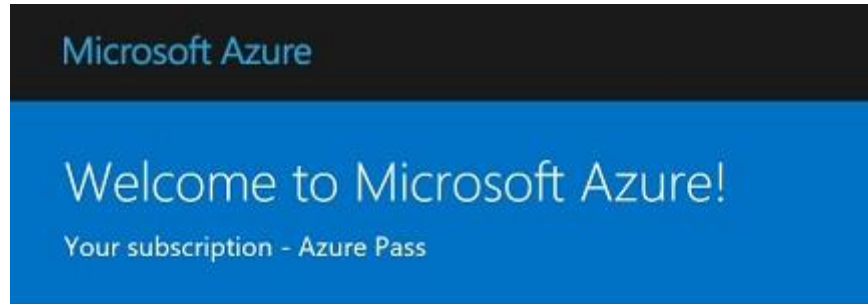 Microsoft Azure
Welcome to Microsoft Azure!
Your subscription - Azure Pass